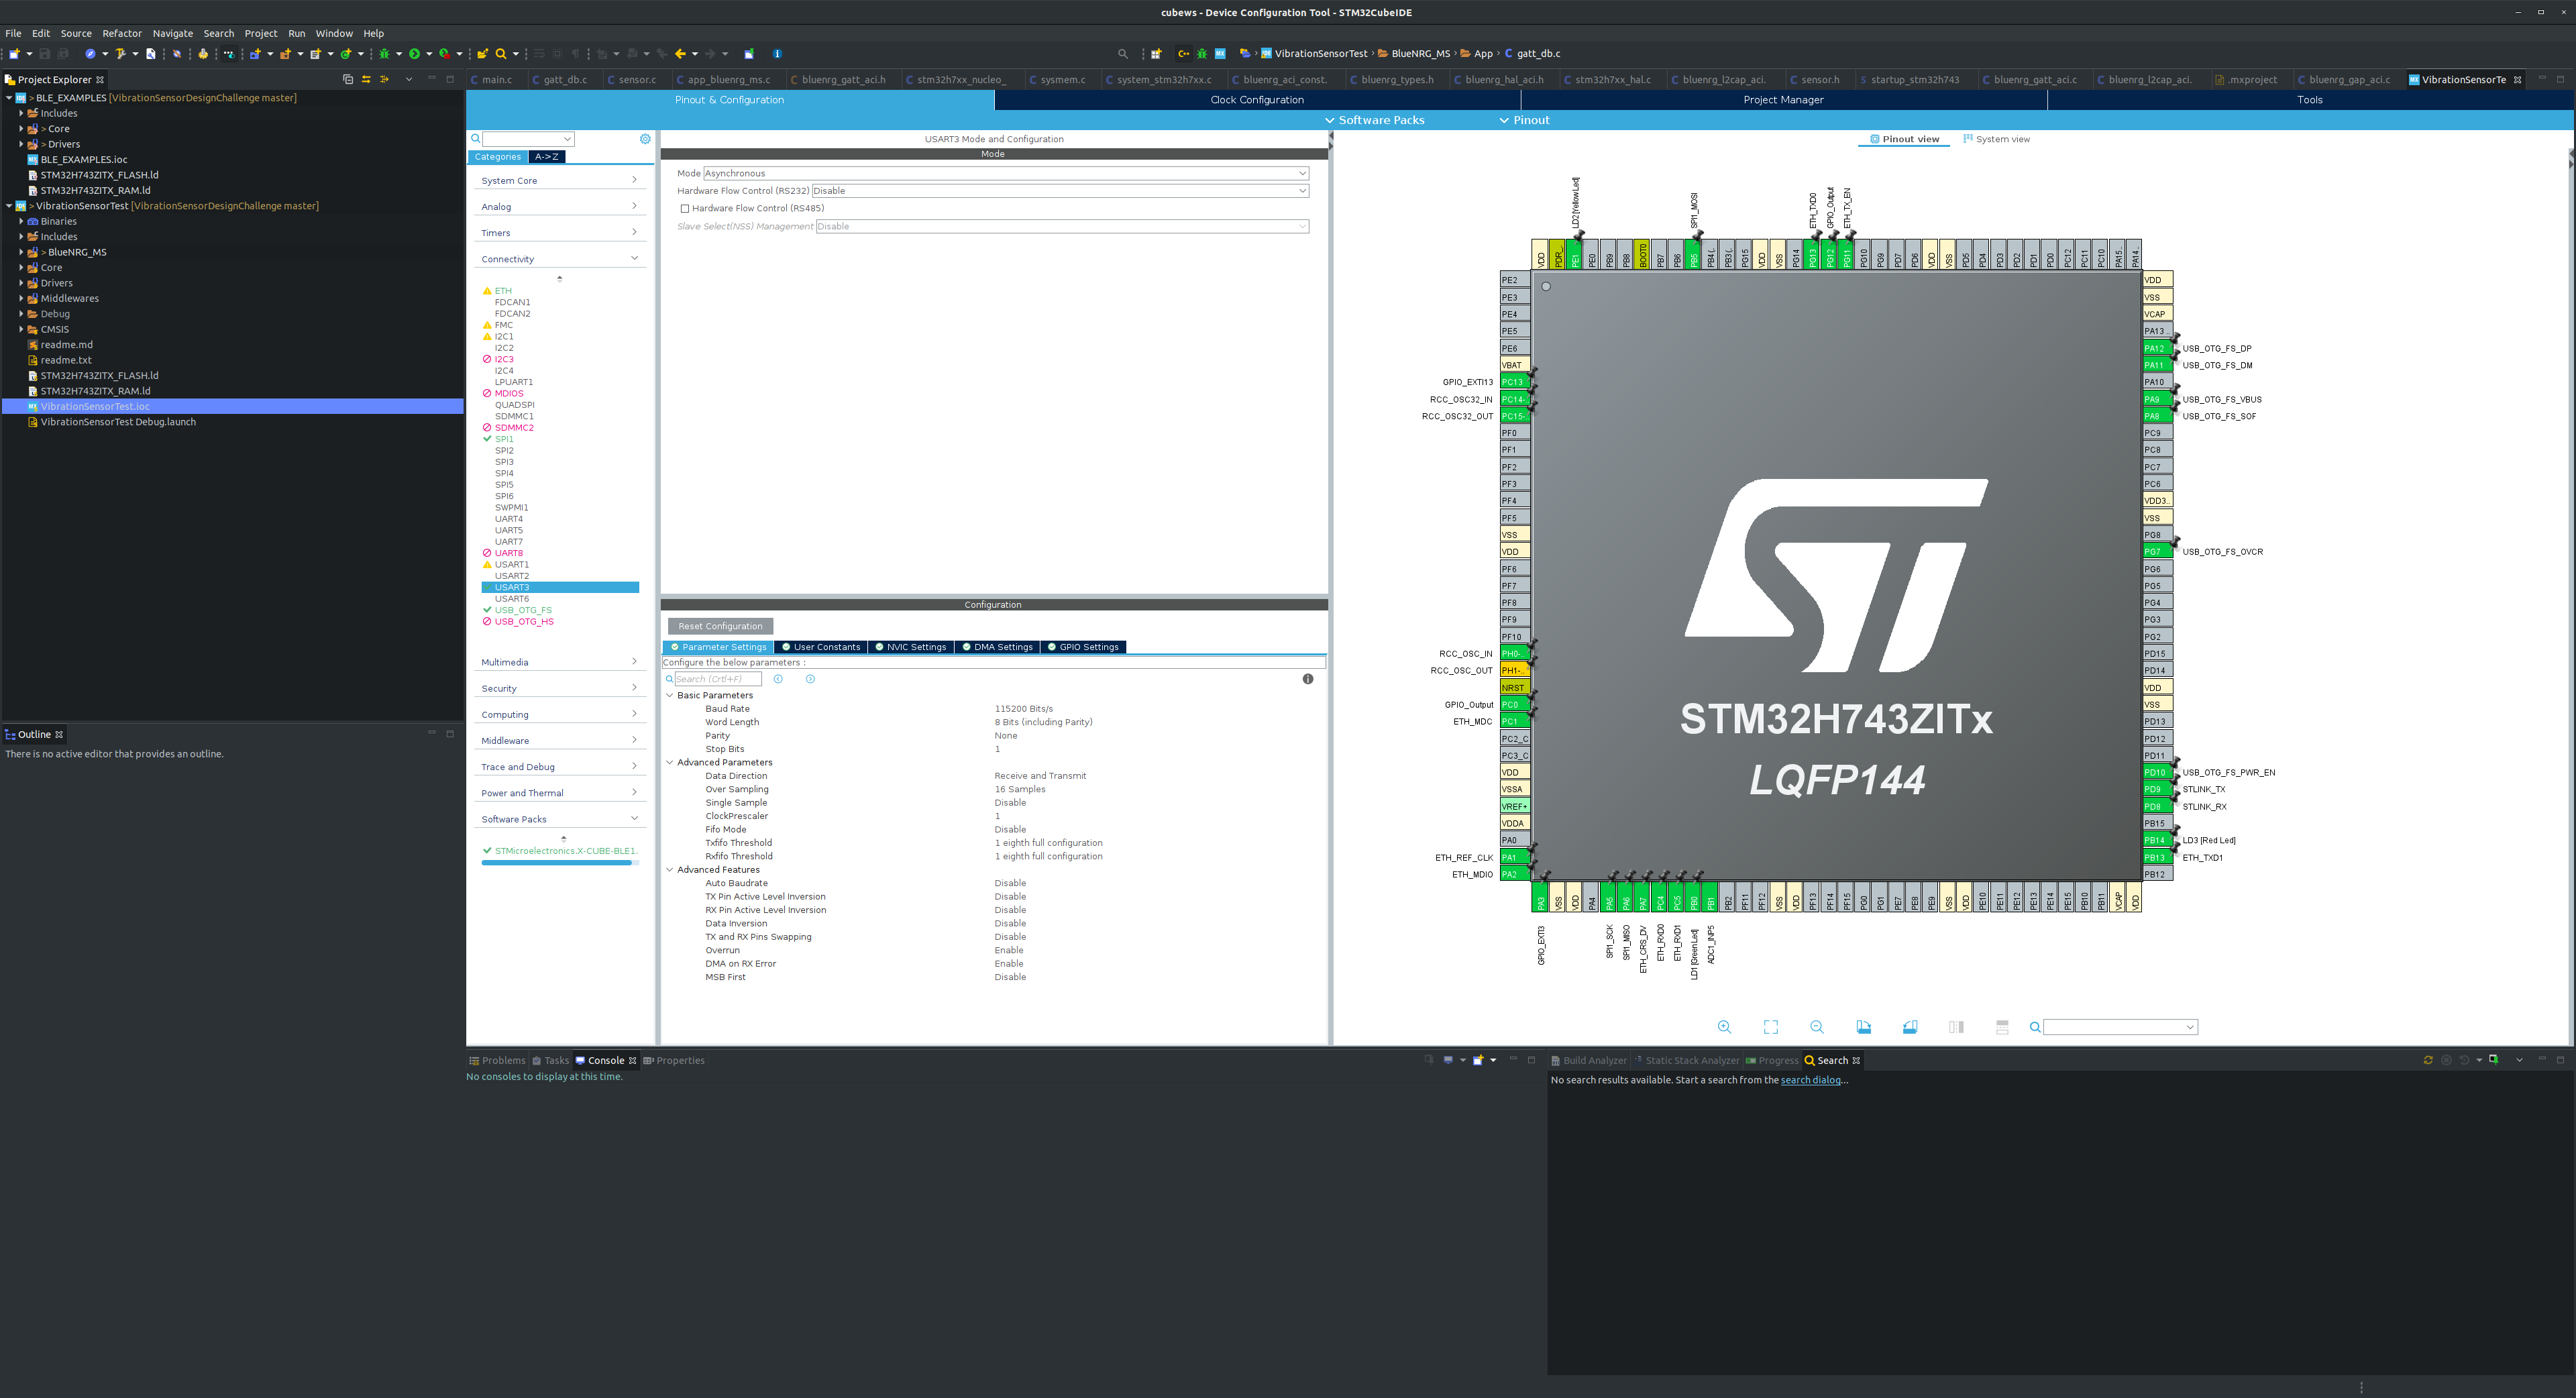 cubews - Device Configuration Tool - STM32CubeIDE
File Edit Source Refactor Navigate Search Project Run Window Help
VibrationSensorTest BlueNRG_MS App gatt_db.c
Project Explorer
main.c gatt_db.c sensor.c app_bluenrg_ms.c bluenrg_gatt_aci.h stm32h7xx_nucleo_ sysmem.c system_stm32h7xx.c bluenrg_aci_const. bluenrg_types.h bluenrg_hal_aci.h stm32h7xx_hal.c bluenrg_l2cap_aci. sensor.h startup_stm32h743 bluenrg_gatt_aci.c bluenrg_l2cap_aci. .mxproject bluenrg_gap_aci.c VibrationSensorTe
> BLE_EXAMPLES [VibrationSensorDesignChallenge master]
Includes
> Core
> Drivers
BLE_EXAMPLES.ioc
STM32H743ZITX_FLASH.ld
STM32H743ZITX_RAM.ld
> VibrationSensorTest [VibrationSensorDesignChallenge master]
Binaries
Includes
> BlueNRG_MS
Core
Drivers
Middlewares
Debug
CMSIS
readme.md
readme.txt
STM32H743ZITX_FLASH.ld
STM32H743ZITX_RAM.ld
VibrationSensorTest.ioc
VibrationSensorTest Debug.launch
Outline
There is no active editor that provides an outline.
Pinout & Configuration Clock Configuration Project Manager Tools
Software Packs Pinout
Categories A->Z
System Core
Analog
Timers
Connectivity
ETH
FDCAN1
FDCAN2
FMC
I2C1
I2C2
I2C3
I2C4
LPUART1
MDIOS
QUADSPI
SDMMC1
SDMMC2
SPI1
SPI2
SPI3
SPI4
SPI5
SPI6
SWPMI1
UART4
UART5
UART7
UART8
USART1
USART2
USART3
USART6
USB_OTG_FS
USB_OTG_HS
Multimedia
Security
Computing
Middleware
Trace and Debug
Power and Thermal
Software Packs
STMicroelectronics.X-CUBE-BLE1.
USART3 Mode and Configuration
Mode
Mode Asynchronous
Hardware Flow Control (RS232) Disable
Hardware Flow Control (RS485)
Slave Select(NSS) Management Disable
Configuration
Reset Configuration
Parameter Settings User Constants NVIC Settings DMA Settings GPIO Settings
Configure the below parameters :
Search (Crtl+F)
Basic Parameters
Baud Rate 115200 Bits/s
Word Length 8 Bits (including Parity)
Parity None
Stop Bits 1
Advanced Parameters
Data Direction Receive and Transmit
Over Sampling 16 Samples
Single Sample Disable
ClockPrescaler 1
Fifo Mode Disable
Txfifo Threshold 1 eighth full configuration
Rxfifo Threshold 1 eighth full configuration
Advanced Features
Auto Baudrate Disable
TX Pin Active Level Inversion Disable
RX Pin Active Level Inversion Disable
Data Inversion Disable
TX and RX Pins Swapping Disable
Overrun Enable
DMA on RX Error Enable
MSB First Disable
Pinout view System view
LD2 [Yellow Led] SPI1_MOSI ETH_TXD0 GPIO_Output ETH_TX_EN
VDD PDR_. PE1 PE0 PB9 PB8 BOOT0 PB7 PB6 PB5 PB4 (. PB3 (. PG15 VDD VSS PG14 PG13 PG12 PG11 PG10 PG9 PD7 PD6 VDD VSS PD5 PD4 PD3 PD2 PD1 PD0 PC12 PC11 PC10 PA15. PA14.
PE2
PE3
PE4
PE5
PE6
VBAT
GPIO_EXTI13 PC13
RCC_OSC32_IN PC14-
RCC_OSC32_OUT PC15-
PF0
PF1
PF2
PF3
PF4
PF5
VSS
VDD
PF6
PF7
PF8
PF9
PF10
RCC_OSC_IN PH0-..
RCC_OSC_OUT PH1-..
NRST
GPIO_Output PC0
ETH_MDC PC1
PC2_C
PC3_C
VDD
VSSA
VREF+
VDDA
PA0
ETH_REF_CLK PA1
ETH_MDIO PA2
STM32H743ZITx
LQFP144
VDD
VSS
VCAP
PA13 ..
PA12 USB_OTG_FS_DP
PA11 USB_OTG_FS_DM
PA10
PA9 USB_OTG_FS_VBUS
PA8 USB_OTG_FS_SOF
PC9
PC8
PC7
PC6
VDD3..
VSS
PG8
PG7 USB_OTG_FS_OVCR
PG6
PG5
PG4
PG3
PG2
PD15
PD14
VDD
VSS
PD13
PD12
PD11
PD10 USB_OTG_FS_PWR_EN
PD9 STLINK_TX
PD8 STLINK_RX
PB15
PB14 LD3 [Red Led]
PB13 ETH_TXD1
PB12
PA3 VSS VDD PA4 PA5 PA6 PA7 PC4 PC5 PB0 PB1 PB2 PF11 PF12 VSS VDD PF13 PF14 PF15 PG0 PG1 PE7 PE8 PE9 VSS VDD PE10 PE11 PE12 PE13 PE14 PE15 PB10 PB11 VCAP VDD
GPIO_EXTI3 SPI1_SCK SPI1_MISO ETH_CRS_DV ETH_RXD0 ETH_RXD1 LD1 [Green Led] ADC1_INP5
Problems Tasks Console Properties
No consoles to display at this time.
Build Analyzer Static Stack Analyzer Progress Search
No search results available. Start a search from the search dialog...